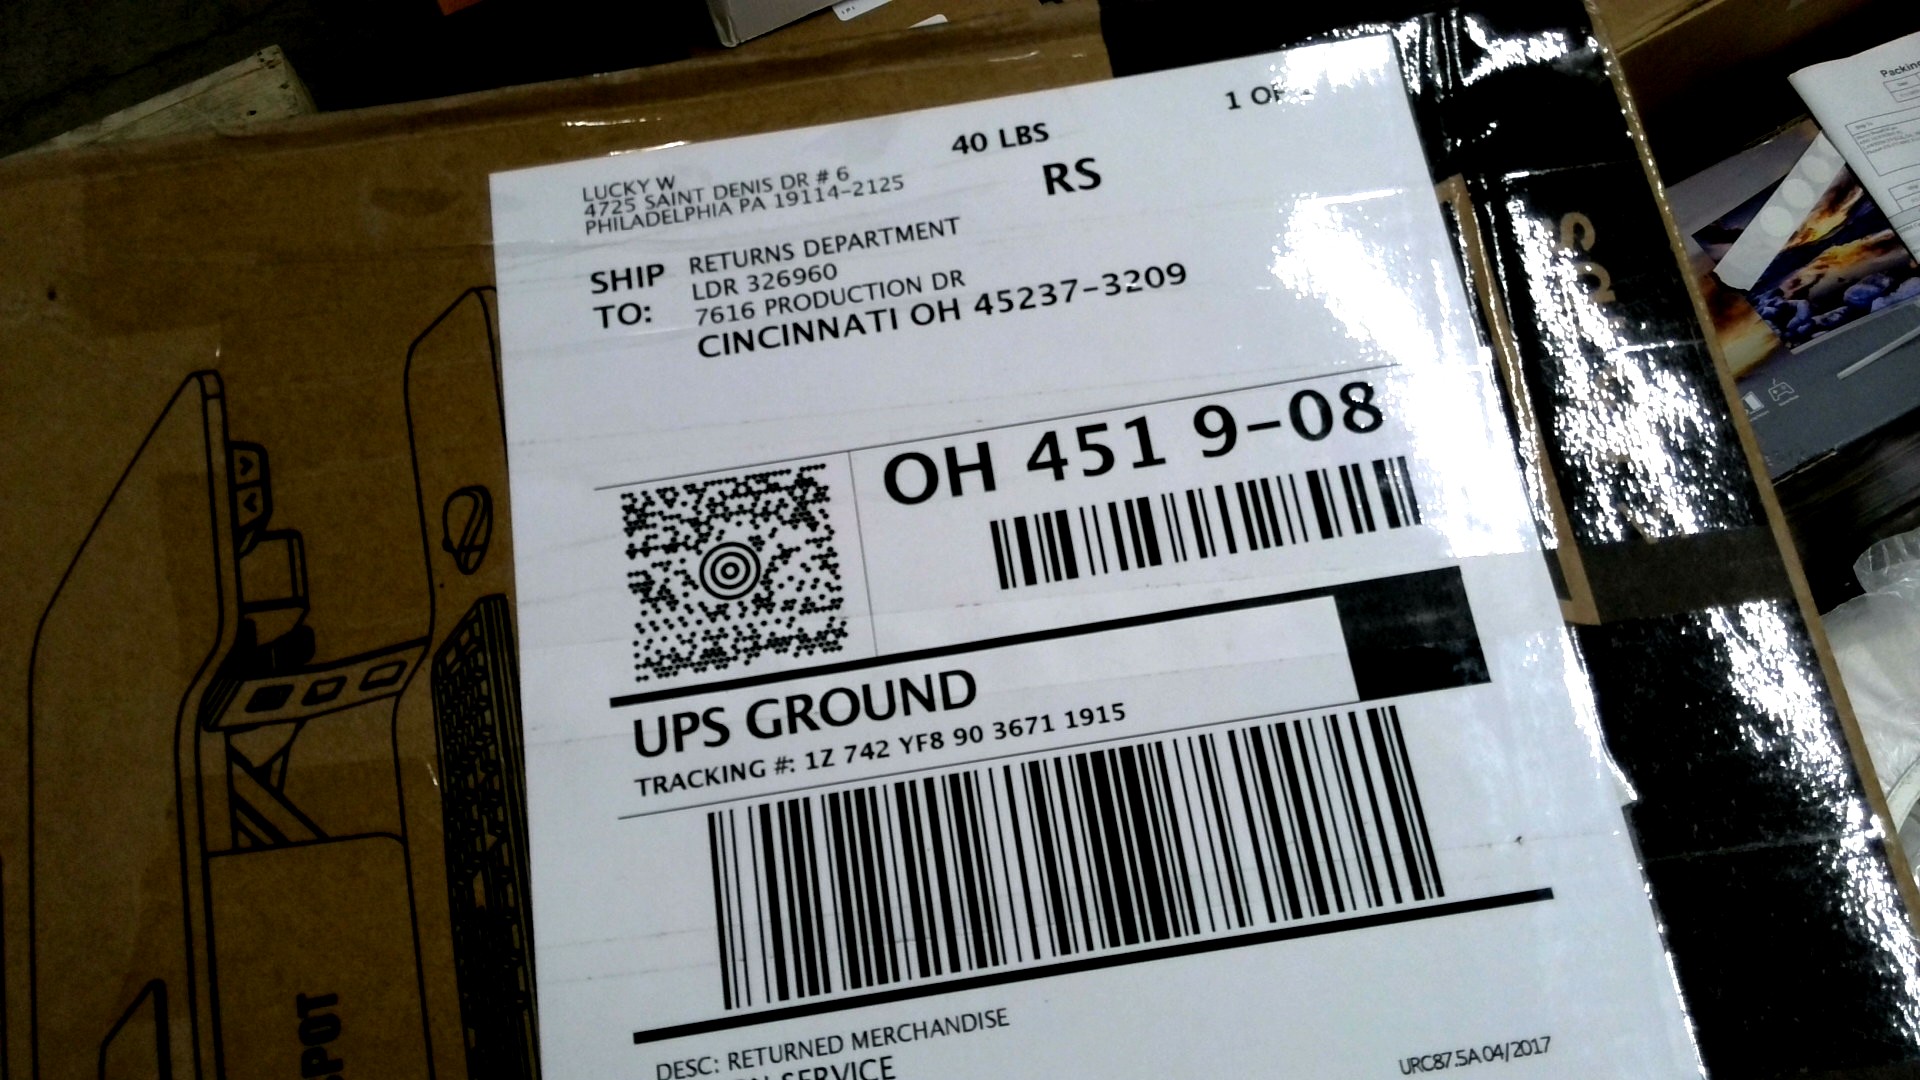 1 OF
40 LBS
RS
LUCKY W
4725 SAINT DENIS DR # 6
PHILADELPHIA PA 19114-2125
SHIP TO:
RETURNS DEPARTMENT
LDR 326960
7616 PRODUCTION DR
CINCINNATI OH 45237-3209
OH 451 9-08
UPS GROUND
TRACKING #: 1Z 742 YF8 90 3671 1915
DESC: RETURNED MERCHANDISE
SERVICE
URC87.5A 04/2017